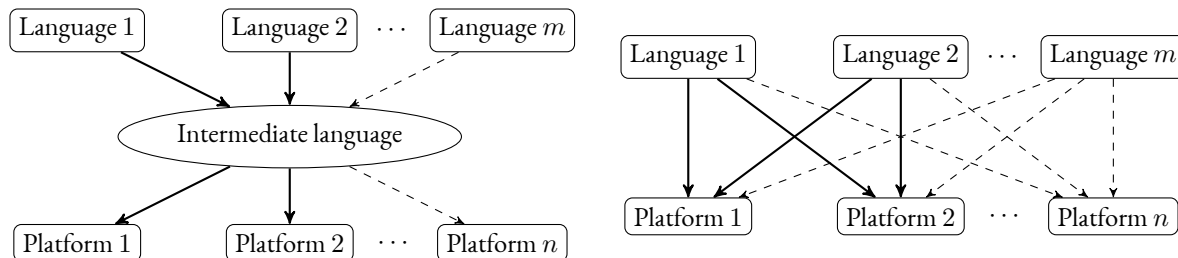 Language 1 Language 2 ⋯ Language m
Intermediate language
Platform 1 Platform 2 ⋯ Platform n
Language 1 Language 2 ⋯ Language m
Platform 1 Platform 2 ⋯ Platform n